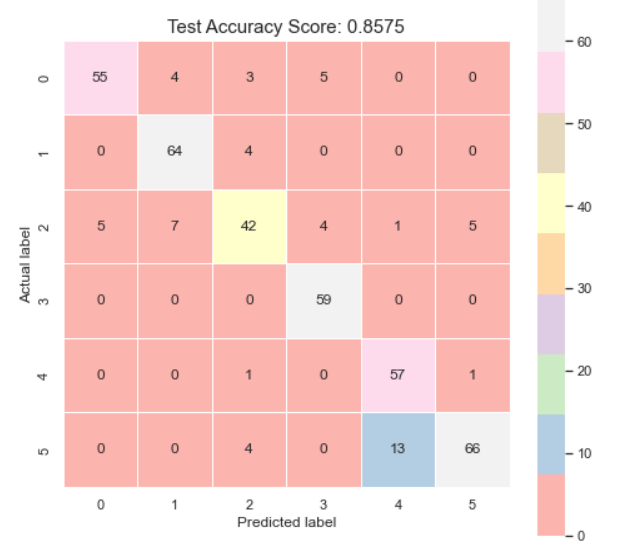 Test Accuracy Score: 0.8575
0 55 4 3 5 0 0
1 0 64 4 0 0 0
2 5 7 42 4 1 5
3 0 0 0 59 0 0
4 0 0 1 0 57 1
5 0 0 4 0 13 66
0 1 2 3 4 5
Predicted label
Actual label
60
50
40
30
20
10
0